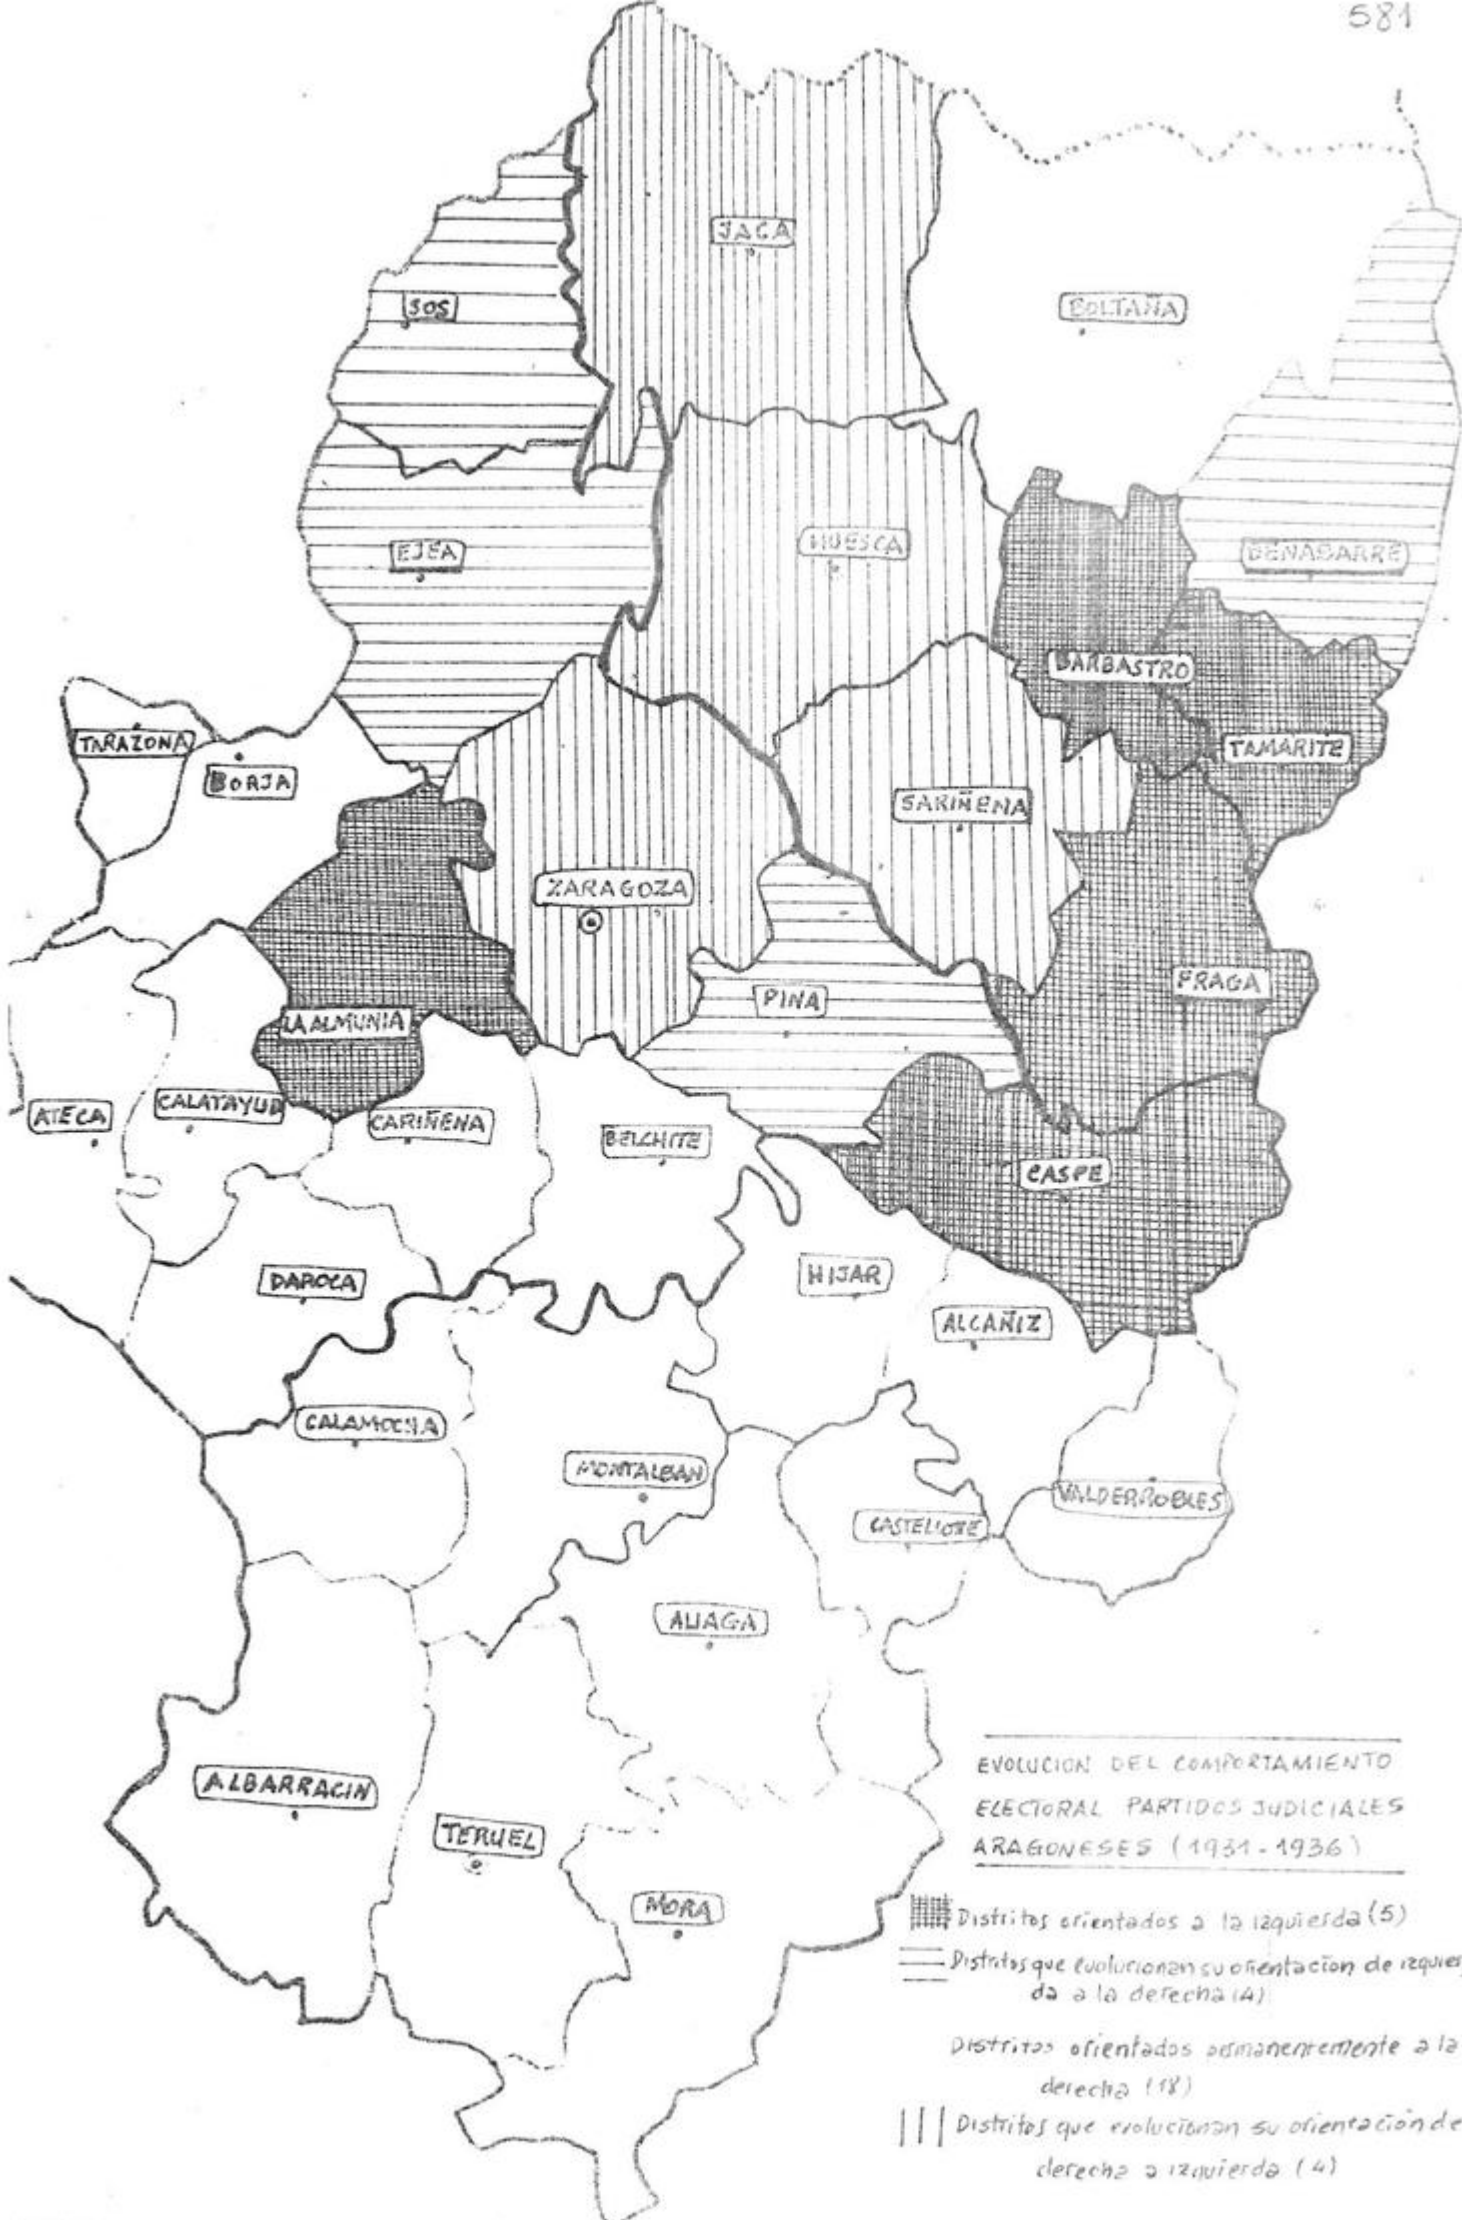 581
JACA
BOLTAÑA
SOS
EJEA
HUESCA
BENABARRE
BARBASTRO
TARAZONA
BORJA
TAMARITE
SARIÑENA
ZARAGOZA
FRAGA
PINA
LA ALMUNIA
ATECA
CALATAYUD
CARIÑENA
BELCHITE
CASPE
DAROCA
HIJAR
ALCAÑIZ
CALAMOCHA
MONTALBAN
VALDERROBLES
CASTELLOTE
ALIAGA
ALBARRACIN
TERUEL
MORA
EVOLUCION DEL COMPORTAMIENTO
ELECTORAL PARTIDOS JUDICIALES
ARAGONESES (1931-1936)
Distritos orientados a la izquierda (5)
Distritos que evolucionan su orientación de izquier
da a la derecha (4)
Distritos orientados permanentemente a la
derecha (18)
Distritos que evolucionan su orientación de
derecha a izquierda (4)